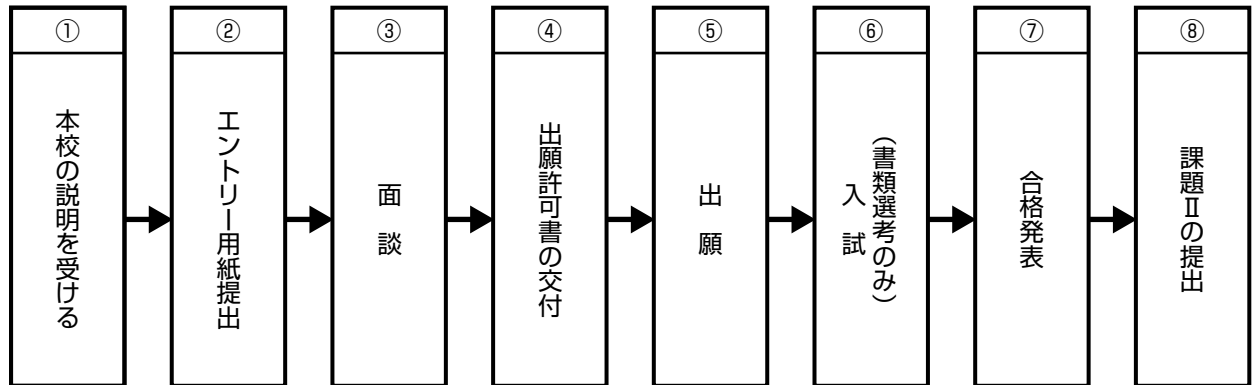 ①
本校の説明を受ける
②
エントリー用紙提出
③
面談
④
出願許可書の交付
⑤
出願
⑥
入試
(書類選考のみ)
⑦
合格発表
⑧
課題Ⅱの提出